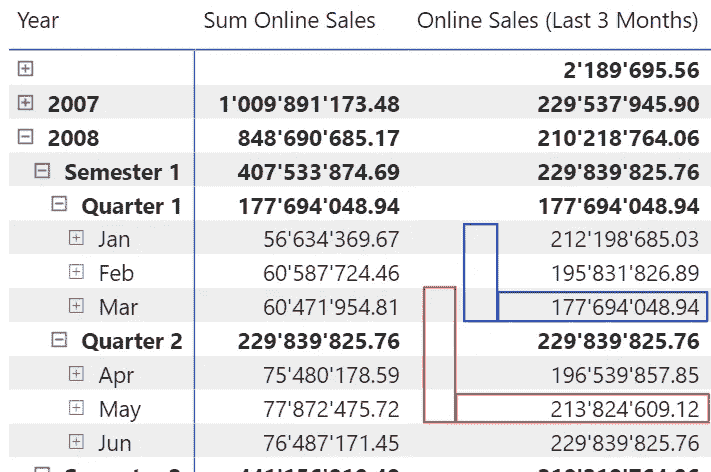 Year Sum Online Sales Online Sales (Last 3 Months)
2'189'695.56
2007 1'009'891'173.48 229'537'945.90
2008 848'690'685.17 210'218'764.06
Semester 1 407'533'874.69 229'839'825.76
Quarter 1 177'694'048.94 177'694'048.94
Jan 56'634'369.67 212'198'685.03
Feb 60'587'724.46 195'831'826.89
Mar 60'471'954.81 177'694'048.94
Quarter 2 229'839'825.76 229'839'825.76
Apr 75'480'178.59 196'539'857.85
May 77'872'475.72 213'824'609.12
Jun 76'487'171.45 229'839'825.76